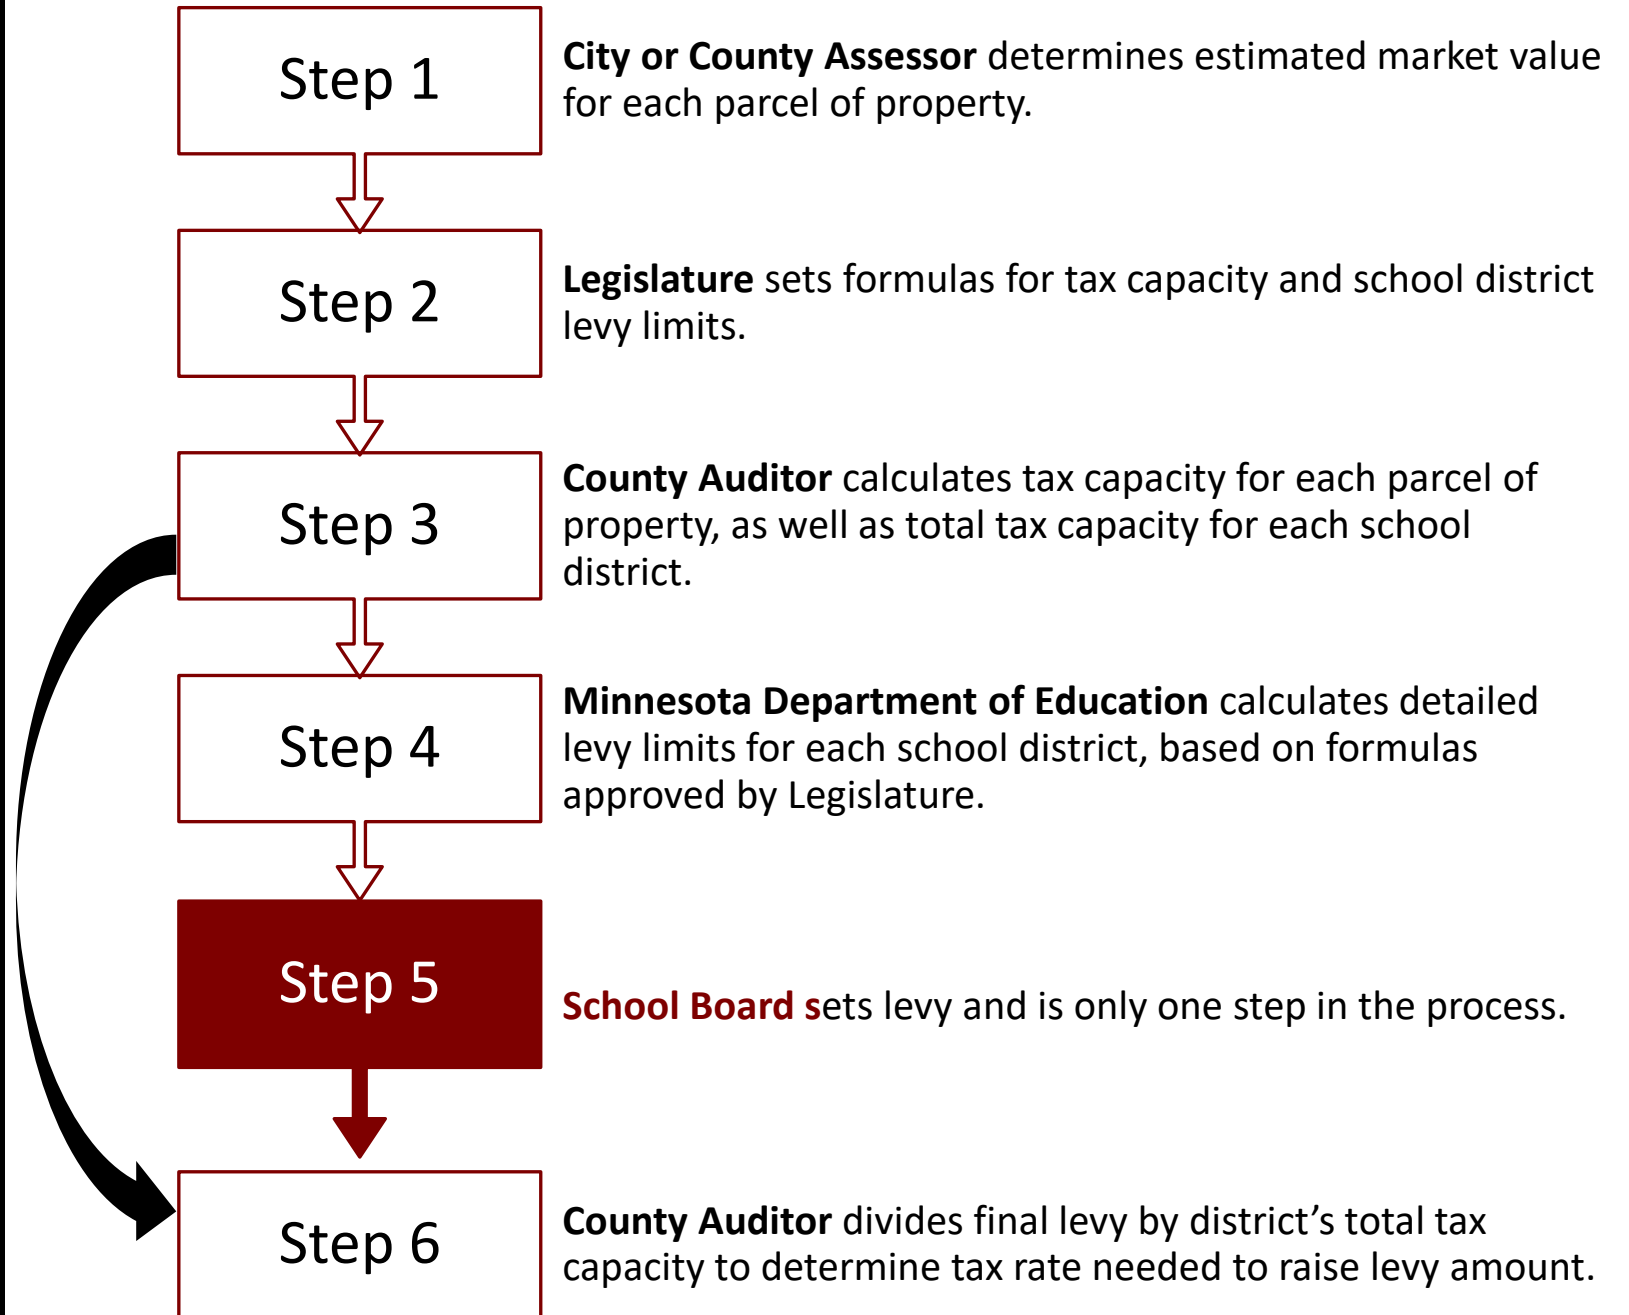 Step 1
City or County Assessor determines estimated market value
for each parcel of property.
Step 2
Legislature sets formulas for tax capacity and school district
levy limits.
Step 3
County Auditor calculates tax capacity for each parcel of
property, as well as total tax capacity for each school
district.
Step 4
Minnesota Department of Education calculates detailed
levy limits for each school district, based on formulas
approved by Legislature.
Step 5
School Board sets levy and is only one step in the process.
Step 6
County Auditor divides final levy by district’s total tax
capacity to determine tax rate needed to raise levy amount.